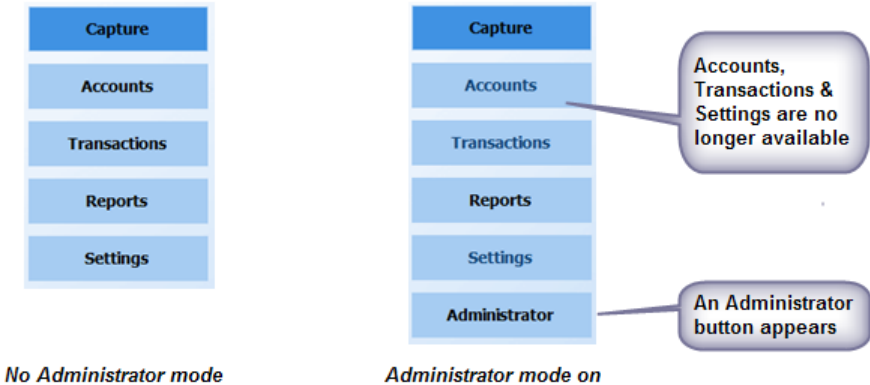 Capture
Accounts
Transactions
Reports
Settings
No Administrator mode
Capture
Accounts
Transactions
Reports
Settings
Administrator
Administrator mode on
Accounts,
Transactions &
Settings are no
longer available
An Administrator
button appears